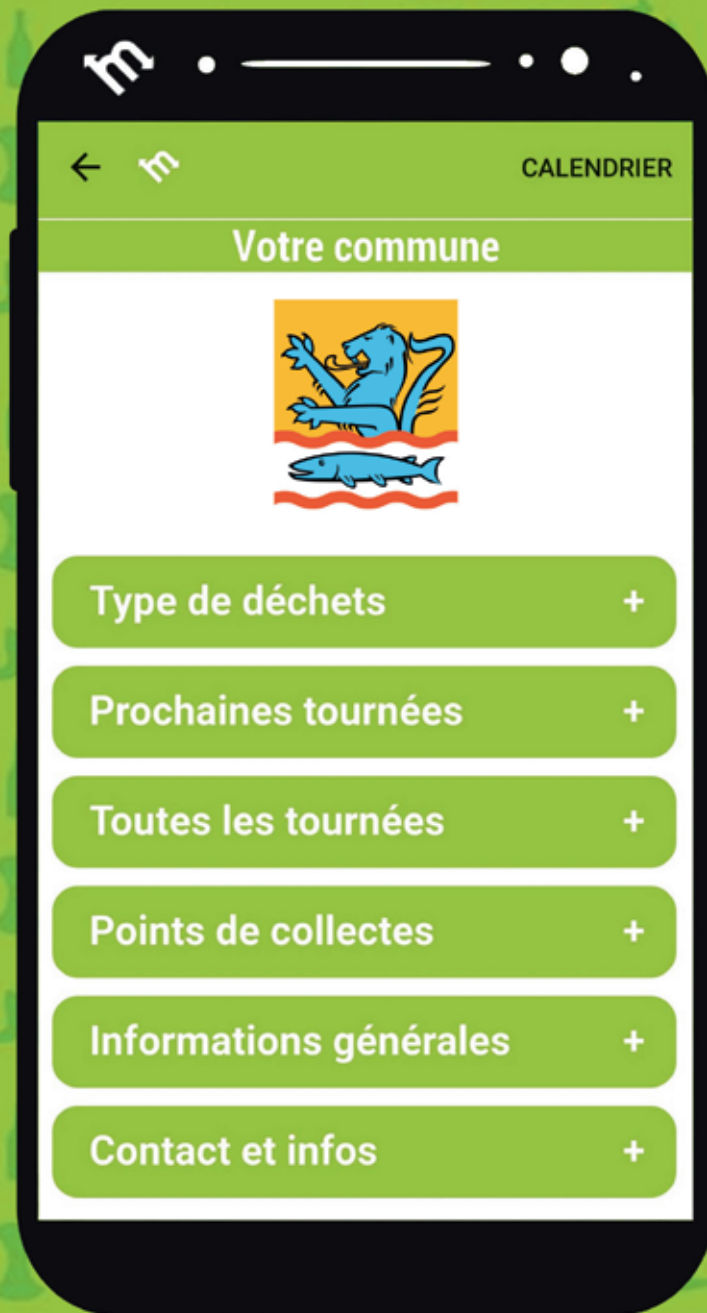 m
m
CALENDRIER
Votre commune
Type de déchets +
Prochaines tournées +
Toutes les tournées +
Points de collectes +
Informations générales +
Contact et infos +